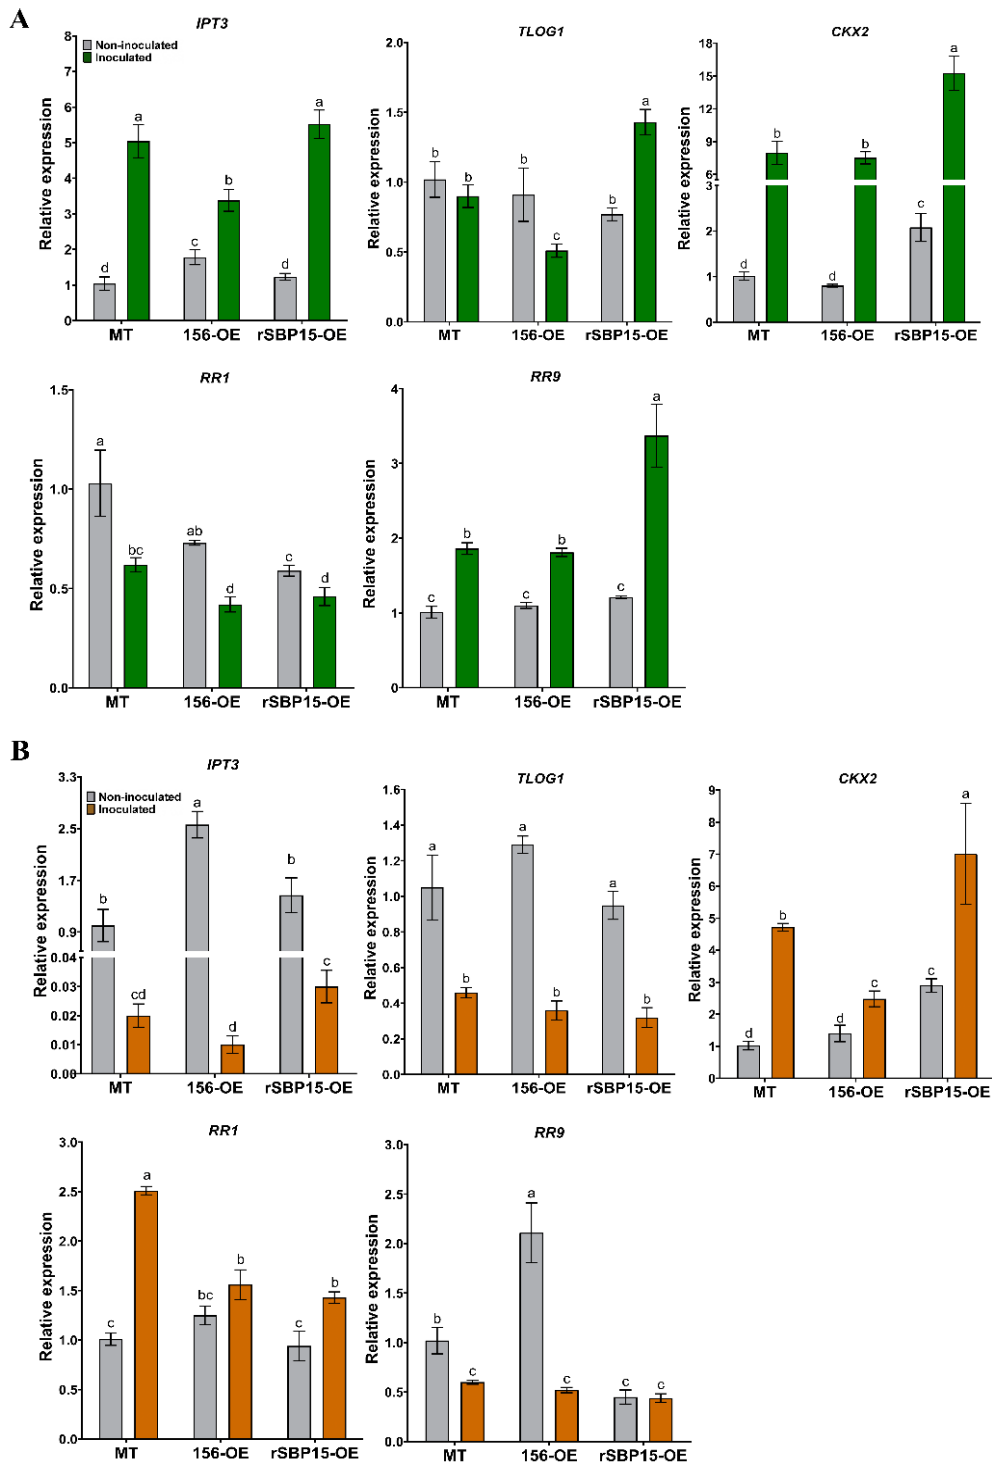 A
IPT3
Relative expression
8
7
6
5
4
3
2
1
0
Non-inoculated
Inoculated
d
a
c
b
d
a
MT
156-OE
rSBP15-OE
TLOG1
Relative expression
2.0
1.5
1.0
0.5
0.0
b
b
b
c
b
a
MT
156-OE
rSBP15-OE
CKX2
Relative expression
18
15
12
9
6
3
2
1
0
d
b
d
b
c
a
MT
156-OE
rSBP15-OE
RR1
Relative expression
1.5
1.0
0.5
0.0
a
bc
ab
d
c
d
MT
156-OE
rSBP15-OE
RR9
Relative expression
4
3
2
1
0
c
b
c
b
c
a
MT
156-OE
rSBP15-OE
B
IPT3
Relative expression
3.3
2.5
1.7
0.9
0.04
0.03
0.02
0.01
0.00
Non-inoculated
Inoculated
b
cd
a
d
b
c
MT
156-OE
rSBP15-OE
TLOG1
Relative expression
1.6
1.4
1.2
1.0
0.8
0.6
0.4
0.2
0.0
a
b
a
b
a
b
MT
156-OE
rSBP15-OE
CKX2
Relative expression
9
8
7
6
5
4
3
2
1
0
d
b
d
c
c
a
MT
156-OE
rSBP15-OE
RR1
Relative expression
3.0
2.5
2.0
1.5
1.0
0.5
0.0
c
a
bc
b
c
b
MT
156-OE
rSBP15-OE
RR9
Relative expression
3.0
2.5
2.0
1.5
1.0
0.5
0.0
b
c
a
c
c
c
MT
156-OE
rSBP15-OE